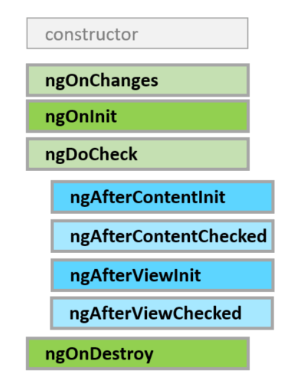 constructor
ngOnChanges
ngOnInit
ngDoCheck
ngAfterContentInit
ngAfterContentChecked
ngAfterViewInit
ngAfterViewChecked
ngOnDestroy